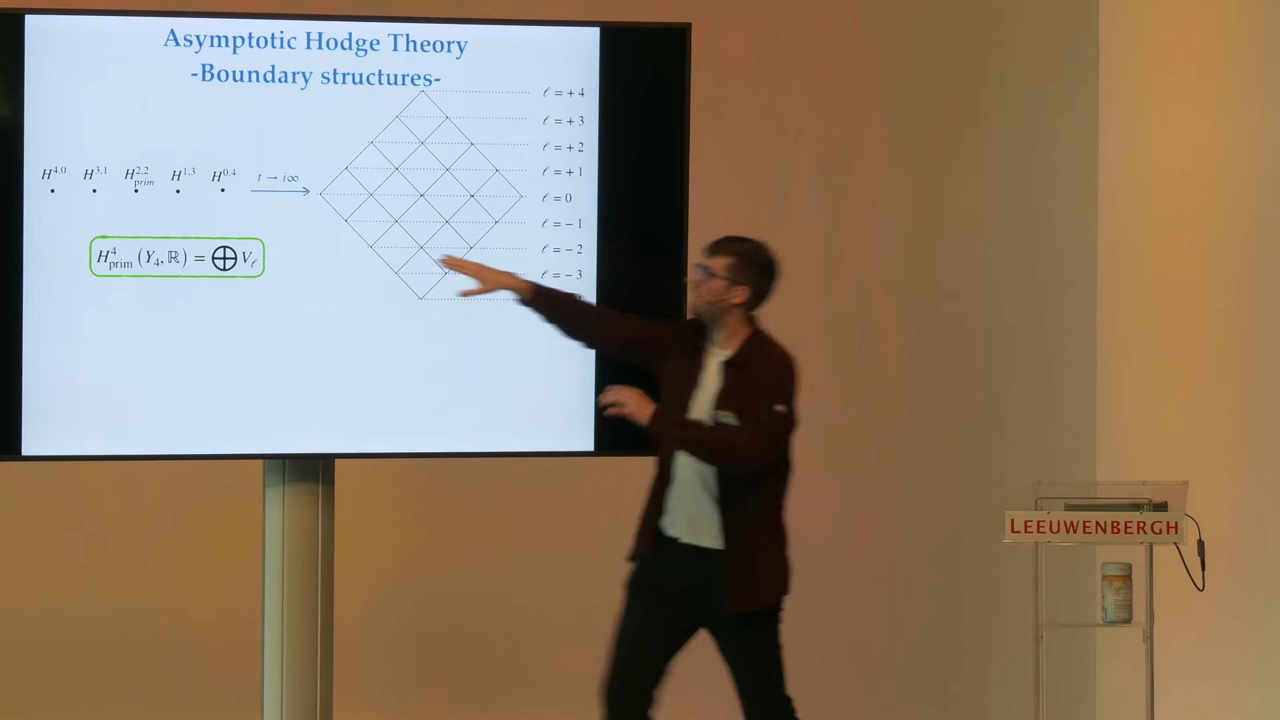 Asymptotic Hodge Theory
-Boundary structures-
ℓ = +4
ℓ = +3
ℓ = +2
ℓ = +1
ℓ = 0
ℓ = −1
ℓ = −2
ℓ = −3
H^{4,0} H^{3,1} H^{2,2}_{prim} H^{1,3} H^{0,4} t → i∞
H^4_{prim} (Y_4, ℝ) = ⊕ V_ℓ
LEEUWENBERGH